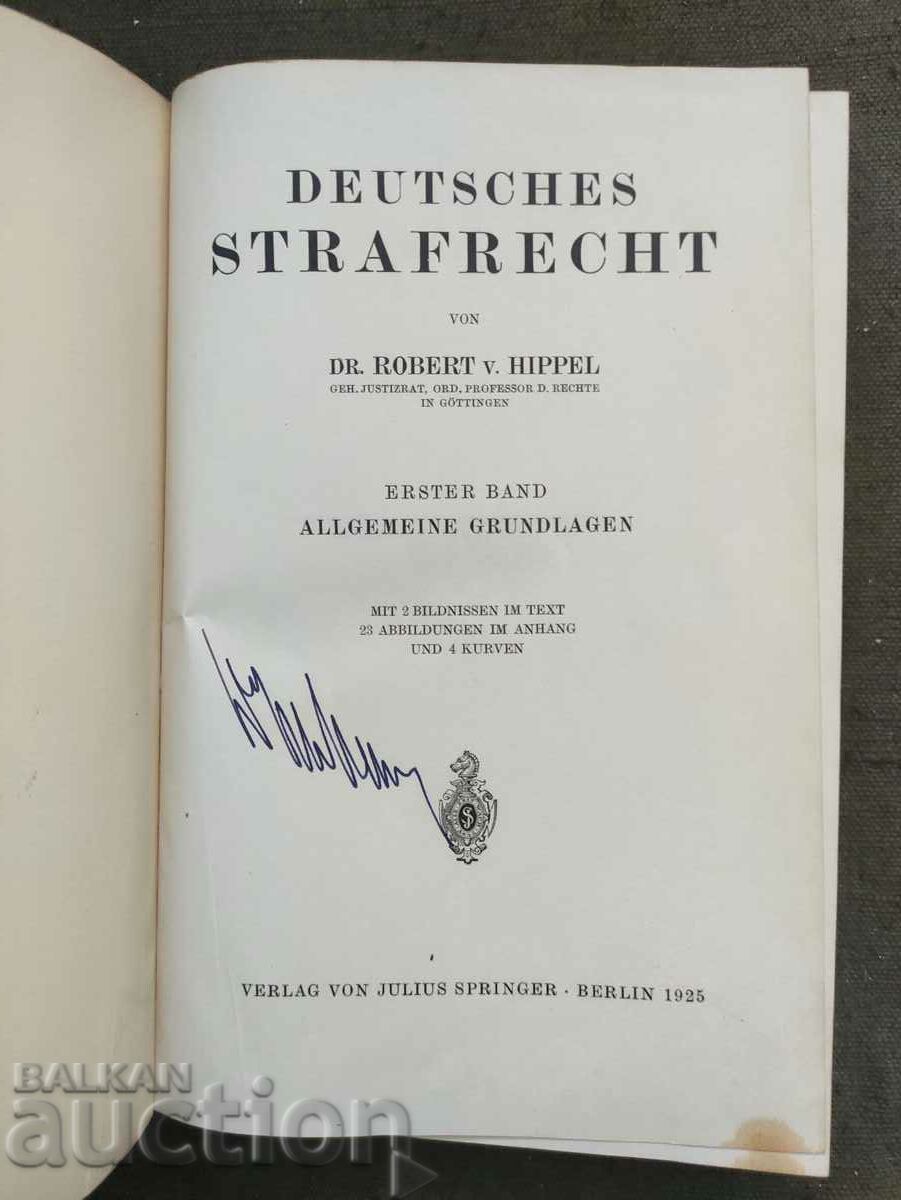 DEUTSCHES
STRAFRECHT
VON
DR. ROBERT V. HIPPEL
GEH. JUSTIZRAT, ORD. PROFESSOR D. RECHTE
IN GÖTTINGEN
ERSTER BAND
ALLGEMEINE GRUNDLAGEN
MIT 2 BILDNISSEN IM TEXT
23 ABBILDUNGEN IM ANHANG
UND 4 KURVEN
VERLAG VON JULIUS SPRINGER · BERLIN 1925
BALKAN
auction